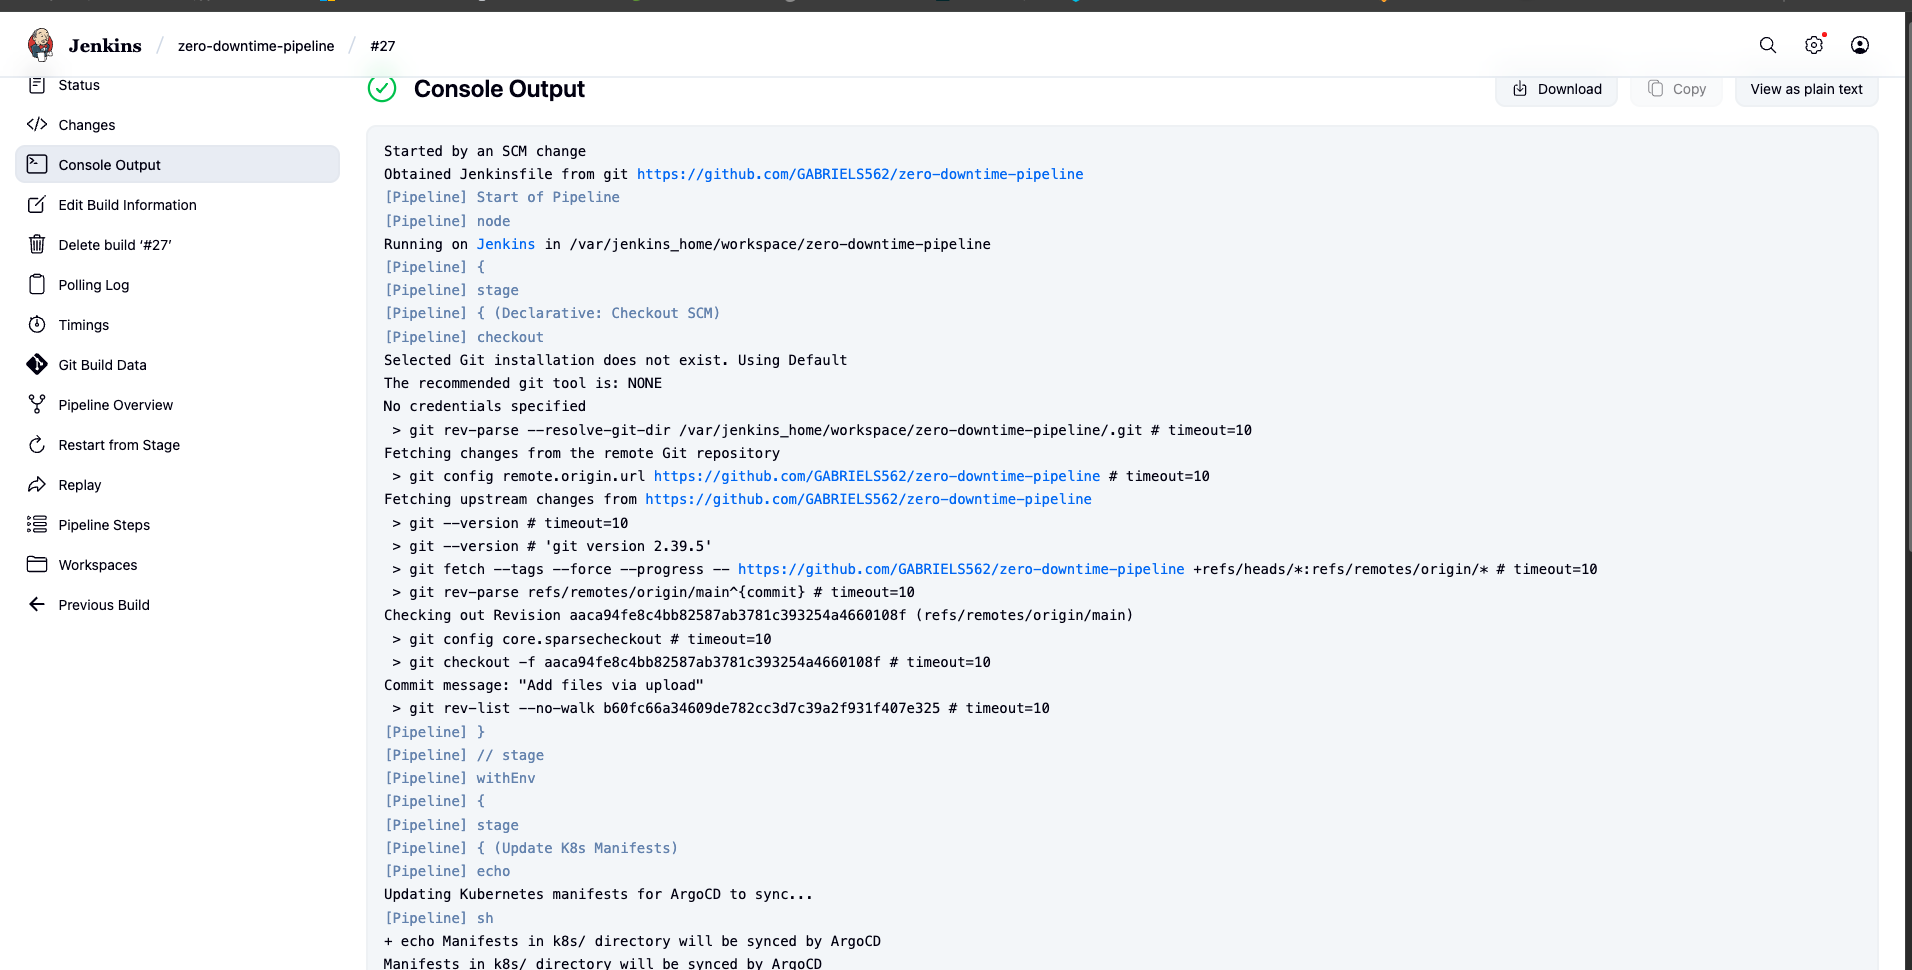 Jenkins / zero-downtime-pipeline / #27
Status
Changes
Console Output
Edit Build Information
Delete build ‘#27’
Polling Log
Timings
Git Build Data
Pipeline Overview
Restart from Stage
Replay
Pipeline Steps
Workspaces
Previous Build
Console Output
Download
Copy
View as plain text
Started by an SCM change
Obtained Jenkinsfile from git https://github.com/GABRIELS562/zero-downtime-pipeline
[Pipeline] Start of Pipeline
[Pipeline] node
Running on Jenkins in /var/jenkins_home/workspace/zero-downtime-pipeline
[Pipeline] {
[Pipeline] stage
[Pipeline] { (Declarative: Checkout SCM)
[Pipeline] checkout
Selected Git installation does not exist. Using Default
The recommended git tool is: NONE
No credentials specified
 > git rev-parse --resolve-git-dir /var/jenkins_home/workspace/zero-downtime-pipeline/.git # timeout=10
Fetching changes from the remote Git repository
 > git config remote.origin.url https://github.com/GABRIELS562/zero-downtime-pipeline # timeout=10
Fetching upstream changes from https://github.com/GABRIELS562/zero-downtime-pipeline
 > git --version # timeout=10
 > git --version # 'git version 2.39.5'
 > git fetch --tags --force --progress -- https://github.com/GABRIELS562/zero-downtime-pipeline +refs/heads/*:refs/remotes/origin/* # timeout=10
 > git rev-parse refs/remotes/origin/main^{commit} # timeout=10
Checking out Revision aaca94fe8c4bb82587ab3781c393254a4660108f (refs/remotes/origin/main)
 > git config core.sparsecheckout # timeout=10
 > git checkout -f aaca94fe8c4bb82587ab3781c393254a4660108f # timeout=10
Commit message: "Add files via upload"
 > git rev-list --no-walk b60fc66a34609de782cc3d7c39a2f931f407e325 # timeout=10
[Pipeline] }
[Pipeline] // stage
[Pipeline] withEnv
[Pipeline] {
[Pipeline] stage
[Pipeline] { (Update K8s Manifests)
[Pipeline] echo
Updating Kubernetes manifests for ArgoCD to sync...
[Pipeline] sh
+ echo Manifests in k8s/ directory will be synced by ArgoCD
Manifests in k8s/ directory will be synced by ArgoCD